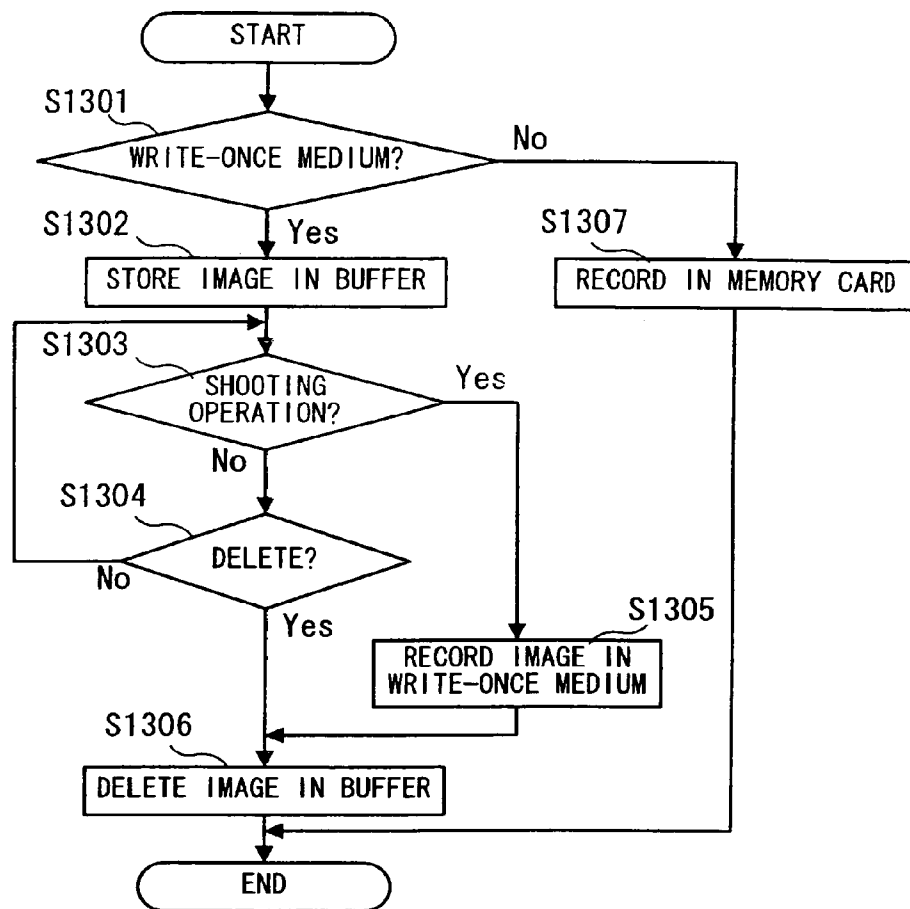 START
S1301
WRITE-ONCE MEDIUM?
No
S1302
Yes
S1307
STORE IMAGE IN BUFFER
RECORD IN MEMORY CARD
S1303
SHOOTING
OPERATION?
Yes
No
S1304
DELETE?
No
Yes
S1305
RECORD IMAGE IN
WRITE-ONCE MEDIUM
S1306
DELETE IMAGE IN BUFFER
END